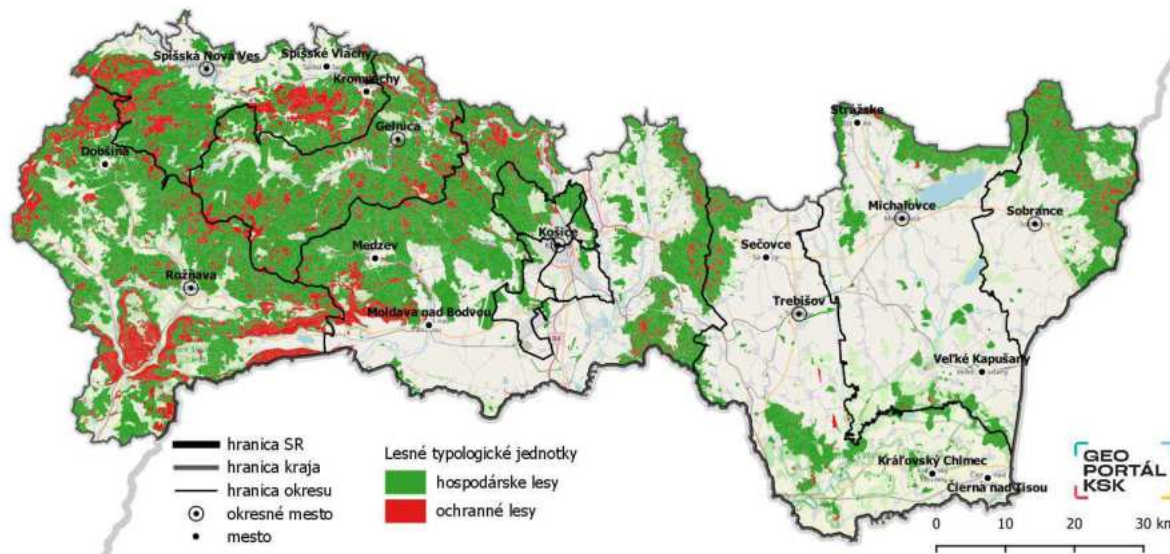 Spišská Nová Ves
Spišské Vlachy
Krompachy
Gelnica
Dobšiná
Stražske
Michalovce
Sobrance
Košice
Sečovce
Medzev
Rožňava
Moldava nad Bodvou
Trebišov
Veľké Kapušany
Kráľovský Chlmec
Čierna nad Tisou
hranica SR
hranica kraja
hranica okresu
okresné mesto
mesto
Lesné typologické jednotky
hospodárske lesy
ochranné lesy
GEO
PORTÁL
KSK
0 10 20 30 km